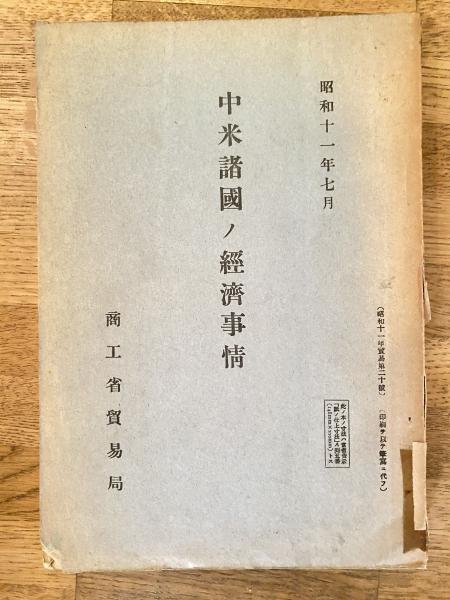 昭和十一年七月
中米諸國ノ經濟事情
商工省貿易局
（昭和十一年貿易第二十號）
（印刷ヲ以テ謄寫ニ代フ）